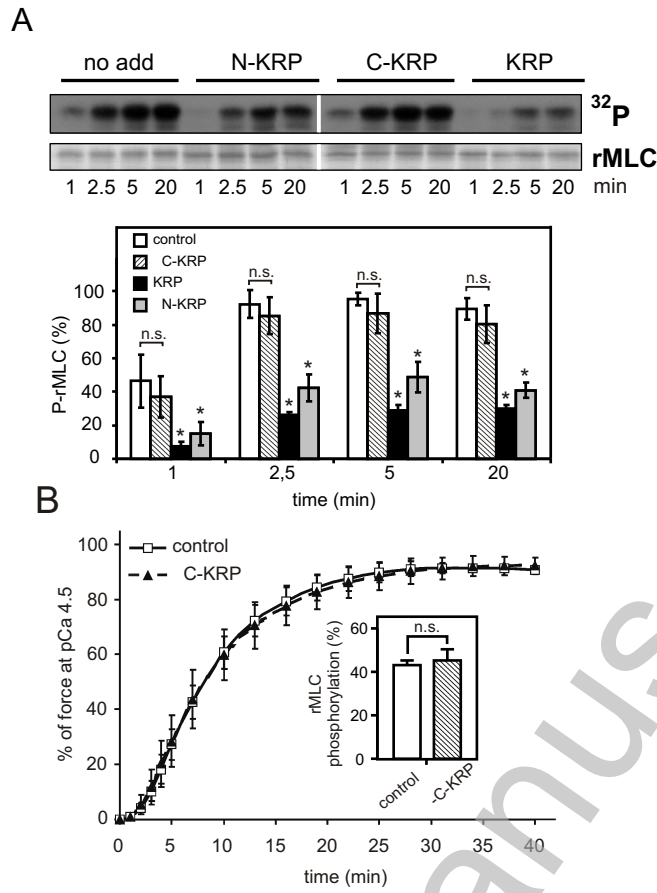 A
no add N-KRP C-KRP KRP
32P
rMLC
1 2.5 5 20 1 2.5 5 20 1 2.5 5 20 1 2.5 5 20 min
control
C-KRP
KRP
N-KRP
n.s. n.s. n.s. n.s.
* * * * * * * *
P-rMLC (%)
100
80
60
40
20
0
1 2,5 5 20
time (min)
B
control
C-KRP
% of force at pCa 4.5
100
80
60
40
20
0
0 5 10 15 20 25 30 35 40
time (min)
rMLC
phosphorylation (%)
60
40
20
0
n.s.
control -C-KRP
anus